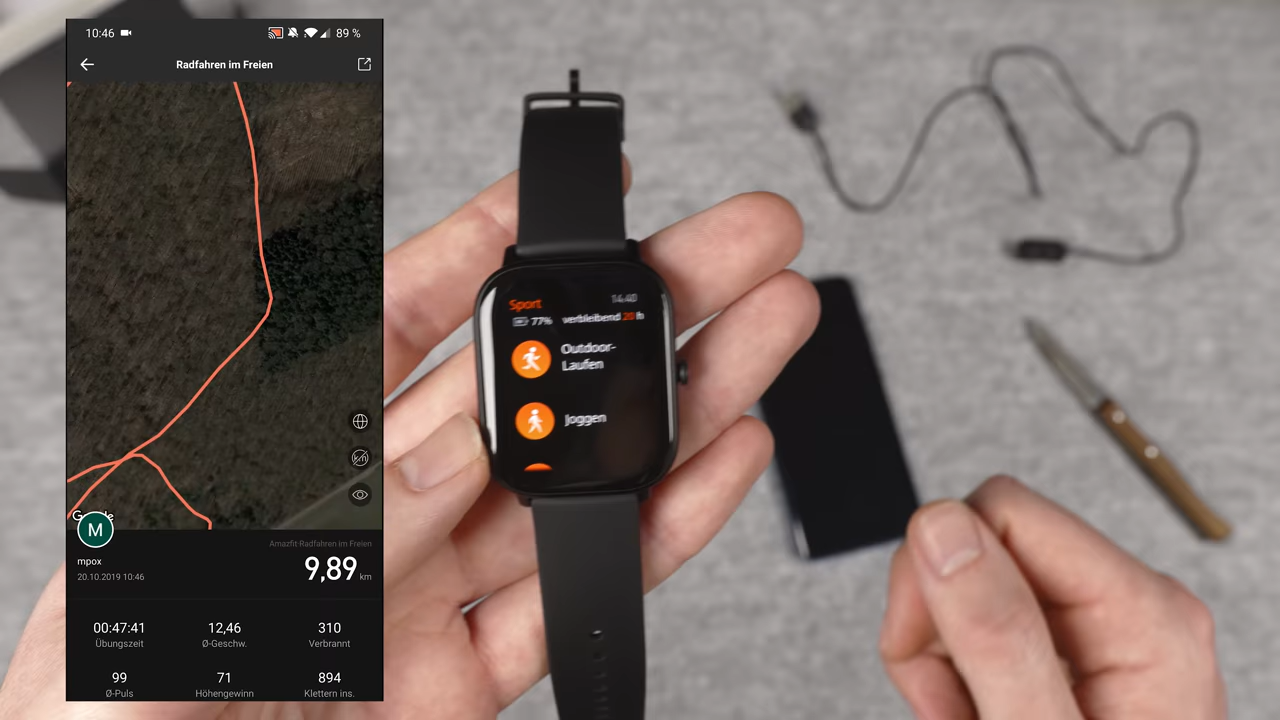 10:46
89 %
Radfahren im Freien
M
Amazfit-Radfahren im Freien
mpox
9,89 km
20.10.2019 10:46
00:47:41
12,46
310
Übungszeit
Ø-Geschw.
Verbrannt
99
71
894
Ø-Puls
Höhengewinn
Klettern ins.
Sport
14:40
77%
verbleibend 20 h
Outdoor-
Laufen
Joggen